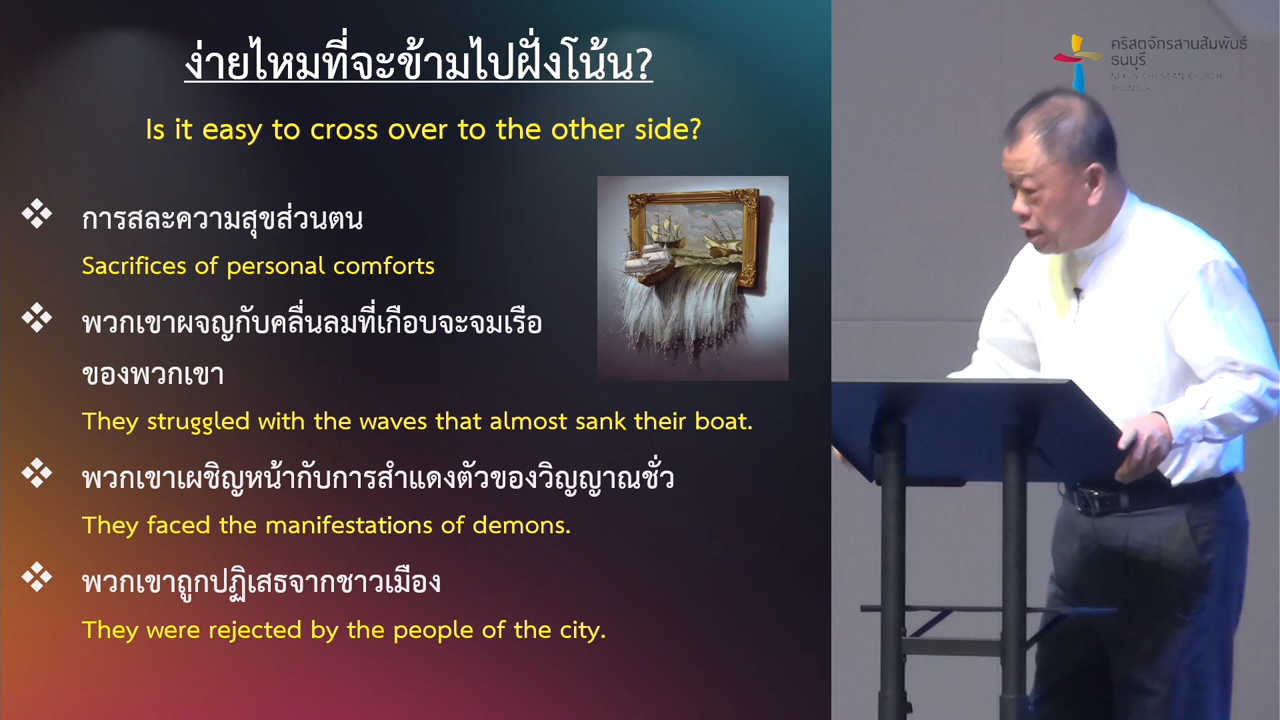 ง่ายไหมที่จะข้ามไปฝั่งโน้น?
Is it easy to cross over to the other side?
การสละความสุขส่วนตน
Sacrifices of personal comforts
พวกเขาผจญกับคลื่นลมที่เกือบจะจมเรือ
ของพวกเขา
They struggled with the waves that almost sank their boat.
พวกเขาเผชิญหน้ากับการสำแดงตัวของวิญญาณชั่ว
They faced the manifestations of demons.
พวกเขาถูกปฏิเสธจากชาวเมือง
They were rejected by the people of the city.
คริสตจักรสานสัมพันธ์
ธนบุรี